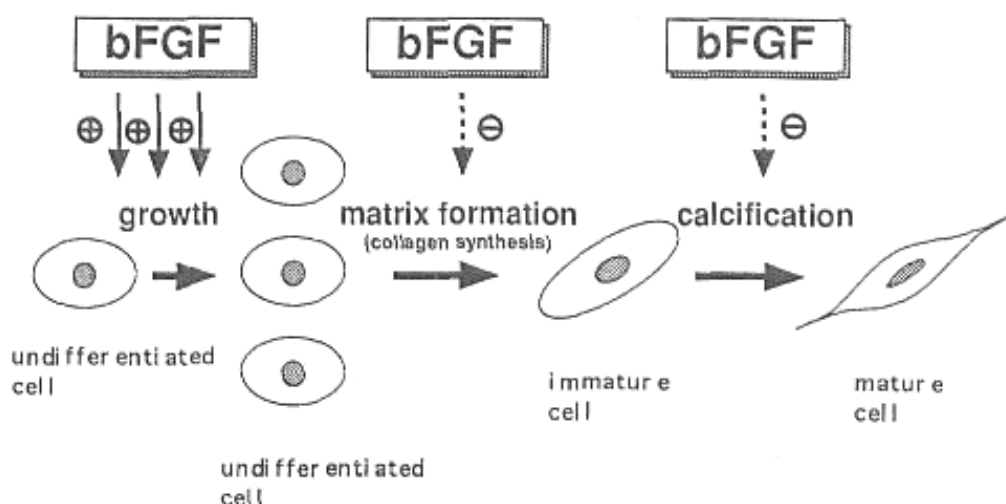 bFGF bFGF bFGF
⊕ ⊕ ⊕ ⊖ ⊖
growth matrix formation calcification
(collagen synthesis)
undifferentiated
cell
immature
cell
mature
cell
undifferentiated
cell